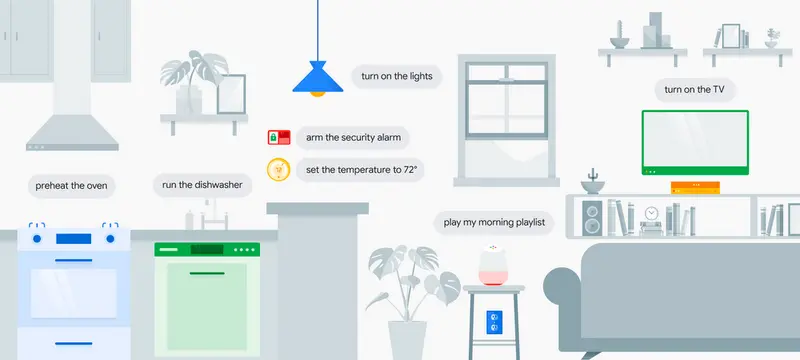 turn on the lights
turn on the TV
arm the security alarm
set the temperature to 72°
preheat the oven
run the dishwasher
play my morning playlist